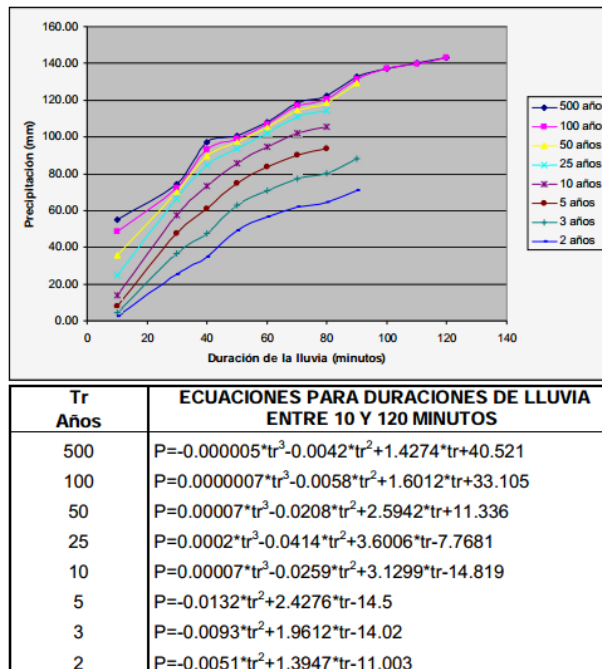 160.00
140.00
120.00
100.00
80.00
60.00
40.00
20.00
0.00
Precipitación (mm)
0 20 40 60 80 100 120 140
Duración de la lluvia (minutos)
500 año
100 año
50 años
25 años
10 años
5 años
3 años
2 años
Tr Años
ECUACIONES PARA DURACIONES DE LLUVIA
ENTRE 10 Y 120 MINUTOS
500 P=-0.000005*tr³-0.0042*tr²+1.4274*tr+40.521
100 P=0.0000007*tr³-0.0058*tr²+1.6012*tr+33.105
50 P=0.00007*tr³-0.0208*tr²+2.5942*tr+11.336
25 P=0.0002*tr³-0.0414*tr²+3.6006*tr-7.7681
10 P=0.00007*tr³-0.0259*tr²+3.1299*tr-14.819
5 P=-0.0132*tr²+2.4276*tr-14.5
3 P=-0.0093*tr²+1.9612*tr-14.02
2 P=-0.0051*tr²+1.3947*tr-11.003